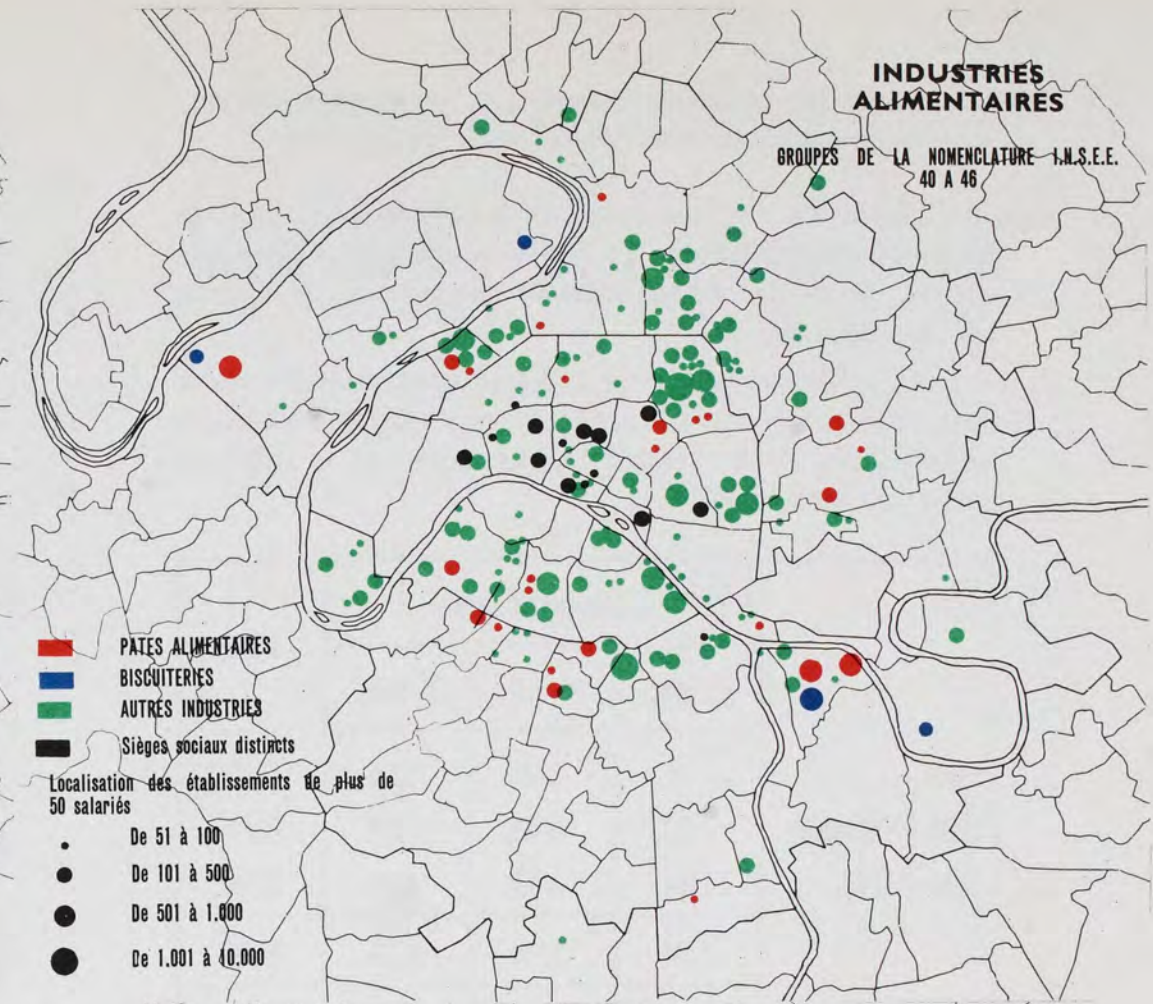 INDUSTRIES
ALIMENTAIRES
GROUPES DE LA NOMENCLATURE I.N.S.E.E.
40 A 46
PATES ALIMENTAIRES
BISCUITERIES
AUTRES INDUSTRIES
Sièges sociaux distincts
Localisation des établissements de plus de
50 salariés
De 51 à 100
De 101 à 500
De 501 à 1.000
De 1.001 à 10.000